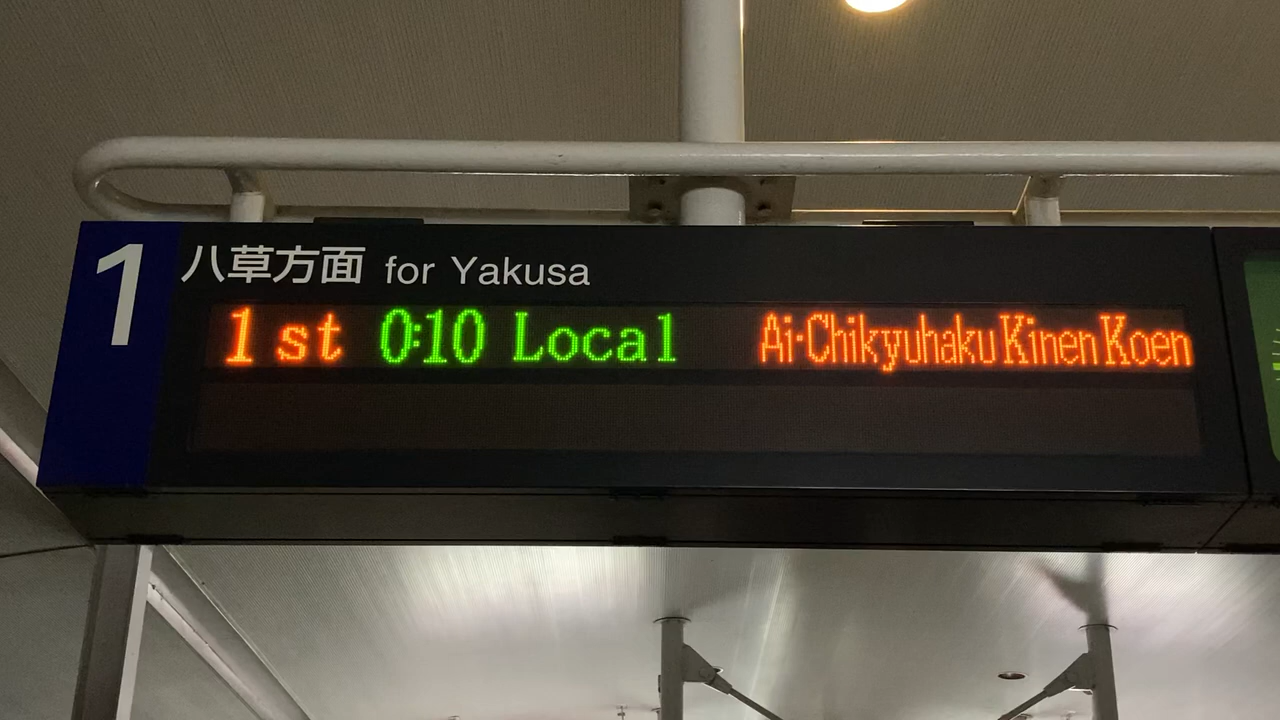 1
八草方面 for Yakusa
1st 0:10 Local Ai·Chikyuhaku Kinen Koen